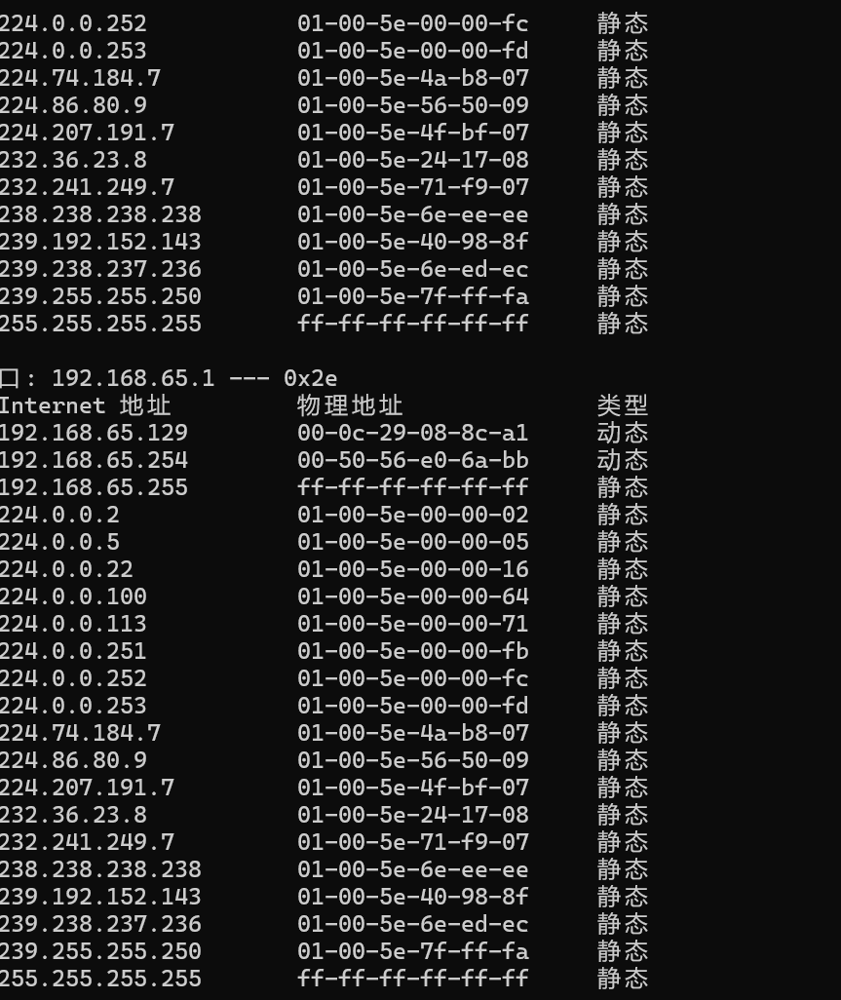 224.0.0.252 01-00-5e-00-00-fc 静态
224.0.0.253 01-00-5e-00-00-fd 静态
224.74.184.7 01-00-5e-4a-b8-07 静态
224.86.80.9 01-00-5e-56-50-09 静态
224.207.191.7 01-00-5e-4f-bf-07 静态
232.36.23.8 01-00-5e-24-17-08 静态
232.241.249.7 01-00-5e-71-f9-07 静态
238.238.238.238 01-00-5e-6e-ee-ee 静态
239.192.152.143 01-00-5e-40-98-8f 静态
239.238.237.236 01-00-5e-6e-ed-ec 静态
239.255.255.250 01-00-5e-7f-ff-fa 静态
255.255.255.255 ff-ff-ff-ff-ff-ff 静态
口: 192.168.65.1 --- 0x2e
Internet 地址 物理地址 类型
192.168.65.129 00-0c-29-08-8c-a1 动态
192.168.65.254 00-50-56-e0-6a-bb 动态
192.168.65.255 ff-ff-ff-ff-ff-ff 静态
224.0.0.2 01-00-5e-00-00-02 静态
224.0.0.5 01-00-5e-00-00-05 静态
224.0.0.22 01-00-5e-00-00-16 静态
224.0.0.100 01-00-5e-00-00-64 静态
224.0.0.113 01-00-5e-00-00-71 静态
224.0.0.251 01-00-5e-00-00-fb 静态
224.0.0.252 01-00-5e-00-00-fc 静态
224.0.0.253 01-00-5e-00-00-fd 静态
224.74.184.7 01-00-5e-4a-b8-07 静态
224.86.80.9 01-00-5e-56-50-09 静态
224.207.191.7 01-00-5e-4f-bf-07 静态
232.36.23.8 01-00-5e-24-17-08 静态
232.241.249.7 01-00-5e-71-f9-07 静态
238.238.238.238 01-00-5e-6e-ee-ee 静态
239.192.152.143 01-00-5e-40-98-8f 静态
239.238.237.236 01-00-5e-6e-ed-ec 静态
239.255.255.250 01-00-5e-7f-ff-fa 静态
255.255.255.255 ff-ff-ff-ff-ff-ff 静态